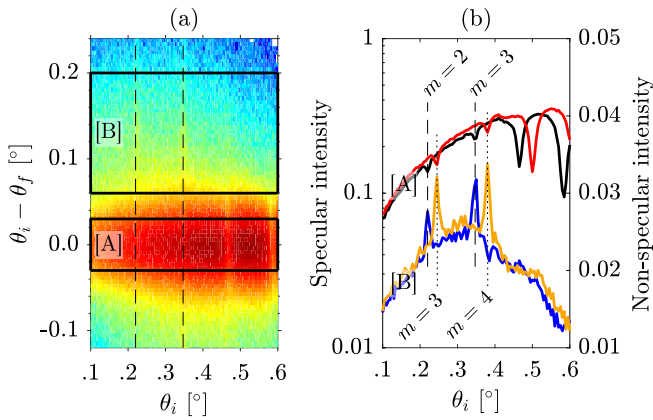 (a)
(b)
0.2
0.1
0.0
-0.1
θi − θf [°]
[B]
[A]
.1 .2 .3 .4 .5 .6
θi [°]
1
0.1
0.01
Specular intensity
m = 2
m = 3
[A]
[B]
m = 3
m = 4
.1 .2 .3 .4 .5 .6
θi [°]
0.05
0.04
0.03
0.02
0.01
Non-specular intensity